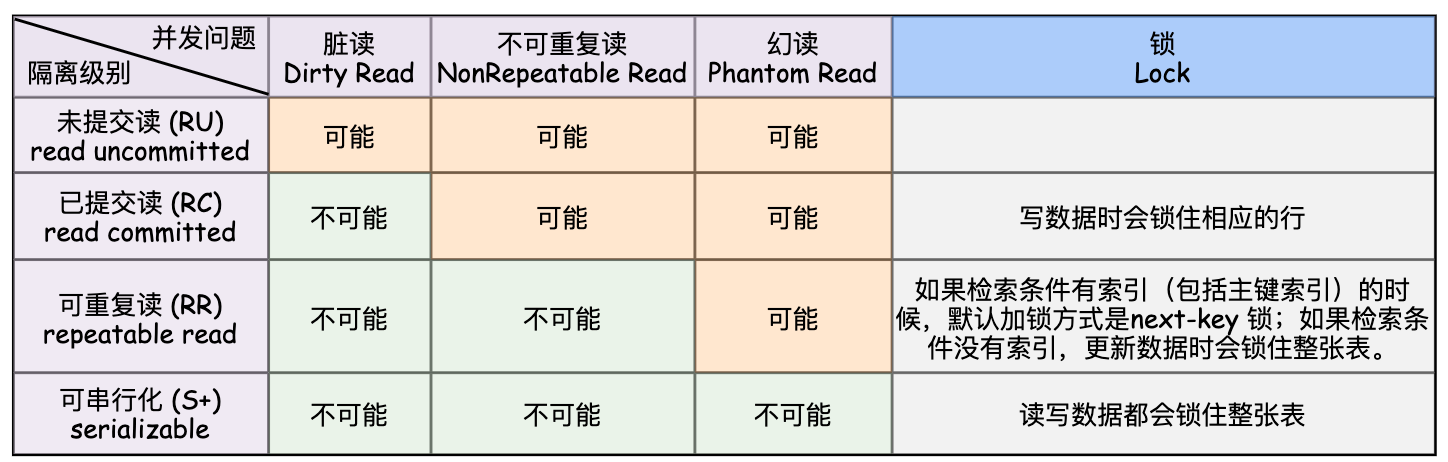 并发问题
隔离级别
脏读
Dirty Read
不可重复读
NonRepeatable Read
幻读
Phantom Read
锁
Lock
未提交读 (RU)
read uncommitted
可能
可能
可能
已提交读 (RC)
read committed
不可能
可能
可能
写数据时会锁住相应的行
可重复读 (RR)
repeatable read
不可能
不可能
可能
如果检索条件有索引（包括主键索引）的时
候，默认加锁方式是next-key 锁；如果检索条
件没有索引，更新数据时会锁住整张表。
可串行化 (S+)
serializable
不可能
不可能
不可能
读写数据都会锁住整张表